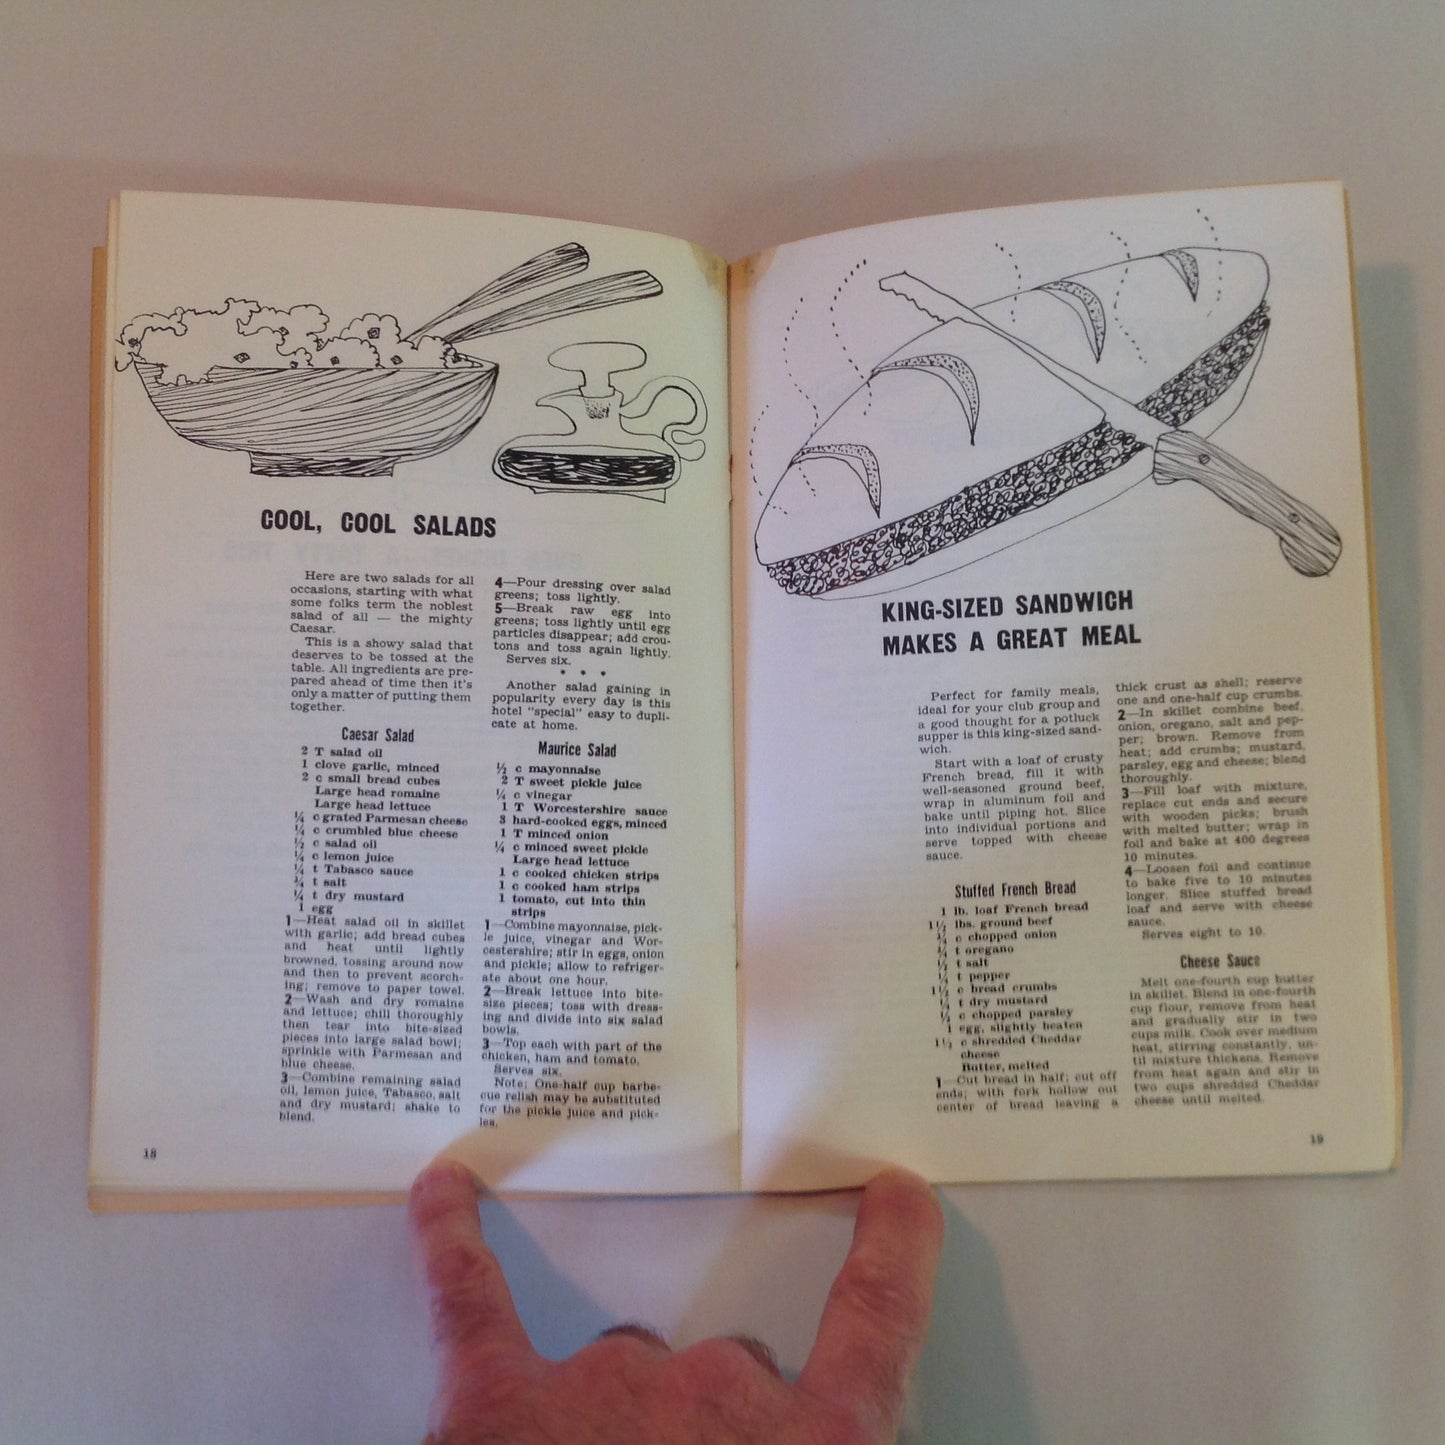 COOL, COOL SALADS
Here are two salads for all
occasions, starting with what
some folks term the noblest
salad of all — the mighty
Caesar.
This is a showy salad that
deserves to be tossed at the
table. All ingredients are pre-
pared ahead of time then it's
only a matter of putting them
together.
Caesar Salad
2 T salad oil
1 clove garlic, minced
2 c small bread cubes
Large head romaine
Large head lettuce
¼ c grated Parmesan cheese
¼ c crumbled blue cheese
½ c salad oil
¼ c lemon juice
¼ t Tabasco sauce
¾ t salt
¼ t dry mustard
1 egg
1—Heat salad oil in skillet
with garlic; add bread cubes
and heat until lightly
browned, tossing around now
and then to prevent scorch-
ing; remove to paper towel.
2—Wash and dry romaine
and lettuce; chill thoroughly
then tear into bite-sized
pieces into large salad bowl;
sprinkle with Parmesan and
blue cheese.
3—Combine remaining salad
oil, lemon juice, Tabasco, salt
and dry mustard; shake to
blend.
4—Pour dressing over salad
greens; toss lightly.
5—Break raw egg into
greens; toss lightly until egg
particles disappear; add crou-
tons and toss again lightly.
Serves six.
* * *
Another salad gaining in
popularity every day is this
hotel "special" easy to dupli-
cate at home.
Maurice Salad
½ c mayonnaise
2 T sweet pickle juice
¼ c vinegar
1 T Worcestershire sauce
3 hard-cooked eggs, minced
1 T minced onion
¼ c minced sweet pickle
Large head lettuce
1 c cooked chicken strips
1 c cooked ham strips
1 tomato, cut into thin
strips
1—Combine mayonnaise, pick-
le juice, vinegar and Wor-
cestershire; stir in eggs, onion
and pickle; allow to refriger-
ate about one hour.
2—Break lettuce into bite-
size pieces; toss with dress-
ing and divide into six salad
bowls.
3—Top each with part of the
chicken, ham and tomato.
Serves six.
Note: One-half cup barbe-
cue relish may be substituted
for the pickle juice and pick-
les.
18
KING-SIZED SANDWICH
MAKES A GREAT MEAL
Perfect for family meals,
ideal for your club group and
a good thought for a potluck
supper is this king-sized sand-
wich.
Start with a loaf of crusty
French bread, fill it with
well-seasoned ground beef,
wrap in aluminum foil and
bake until piping hot. Slice
into individual portions and
serve topped with cheese
sauce.
Stuffed French Bread
1 lb. loaf French bread
1½ lbs. ground beef
c chopped onion
t oregano
½ t salt
¼ t pepper
1½ c bread crumbs
¼ t dry mustard
¼ c chopped parsley
1 egg, slightly beaten
1½ c shredded Cheddar
cheese
Butter, melted
1—Cut bread in half; cut off
ends; with fork hollow out
center of bread leaving a
thick crust as shell; reserve
one and one-half cup crumbs.
2—In skillet combine beef,
onion, oregano, salt and pep-
per; brown. Remove from
heat; add crumbs; mustard,
parsley, egg and cheese; blend
thoroughly.
3—Fill loaf with mixture,
replace cut ends and secure
with wooden picks; brush
with melted butter; wrap in
foil and bake at 400 degrees
10 minutes.
4—Loosen foil and continue
to bake five to 10 minutes
longer. Slice stuffed bread
loaf and serve with cheese
sauce.
Serves eight to 10.
Cheese Sauce
Melt one-fourth cup butter
in skillet. Blend in one-fourth
cup flour, remove from heat
and gradually stir in two
cups milk. Cook over medium
heat, stirring constantly, un-
til mixture thickens. Remove
from heat again and stir in
two cups shredded Cheddar
cheese until melted.
19